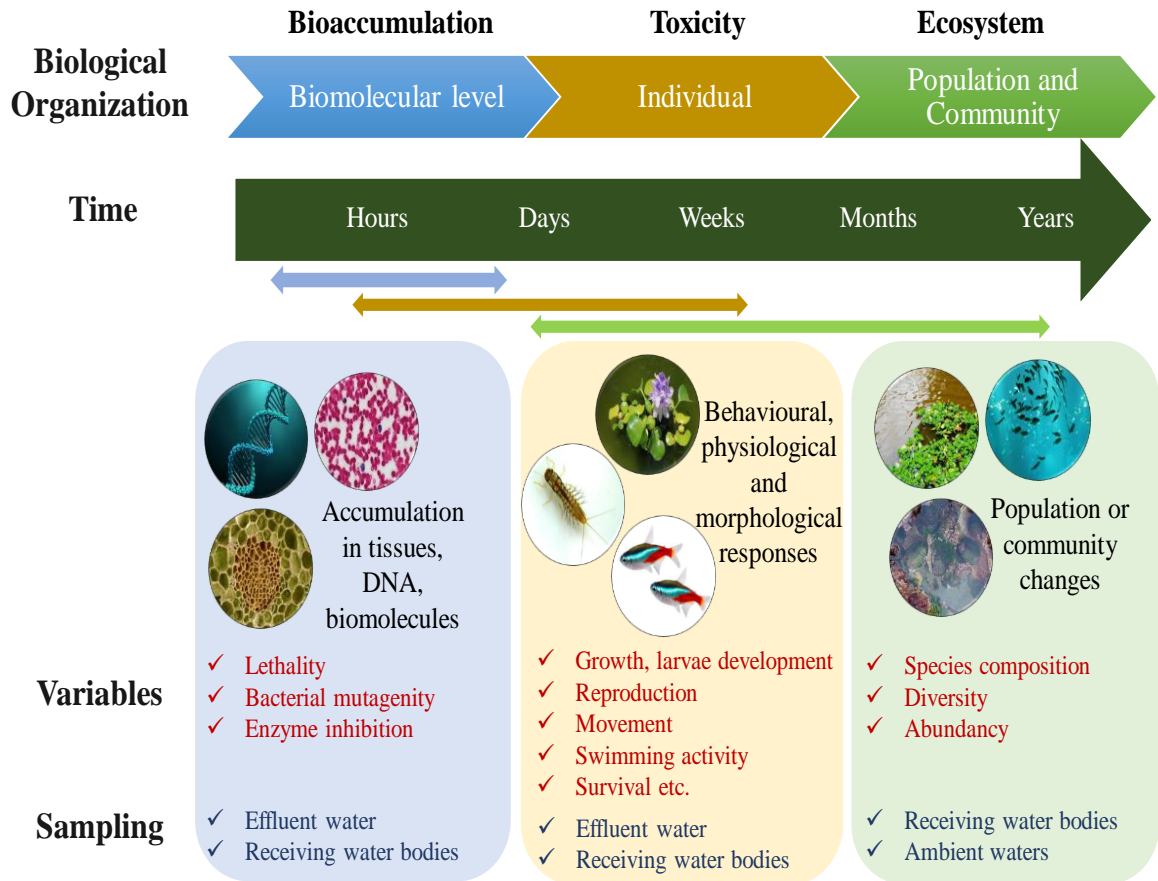 Bioaccumulation
Toxicity
Ecosystem
Biological
Organization
Biomolecular level
Individual
Population and
Community
Time
Hours
Days
Weeks
Months
Years
Accumulation
in tissues,
DNA,
biomolecules
Behavioural,
physiological
and
morphological
responses
Population or
community
changes
Variables
✓ Lethality
✓ Bacterial mutagenity
✓ Enzyme inhibition
✓ Growth, larvae development
✓ Reproduction
✓ Movement
✓ Swimming activity
✓ Survival etc.
✓ Species composition
✓ Diversity
✓ Abundancy
Sampling
✓ Effluent water
✓ Receiving water bodies
✓ Effluent water
✓ Receiving water bodies
✓ Receiving water bodies
✓ Ambient waters